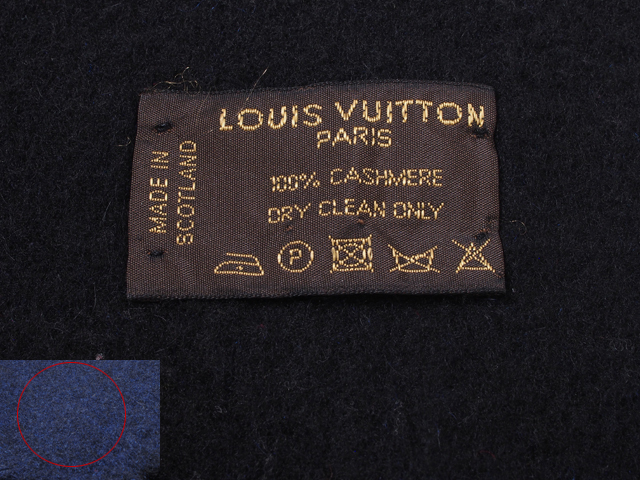 LOUIS VUITTON
PARIS
100% CASHMERE
DRY CLEAN ONLY
P
MADE IN
SCOTLAND